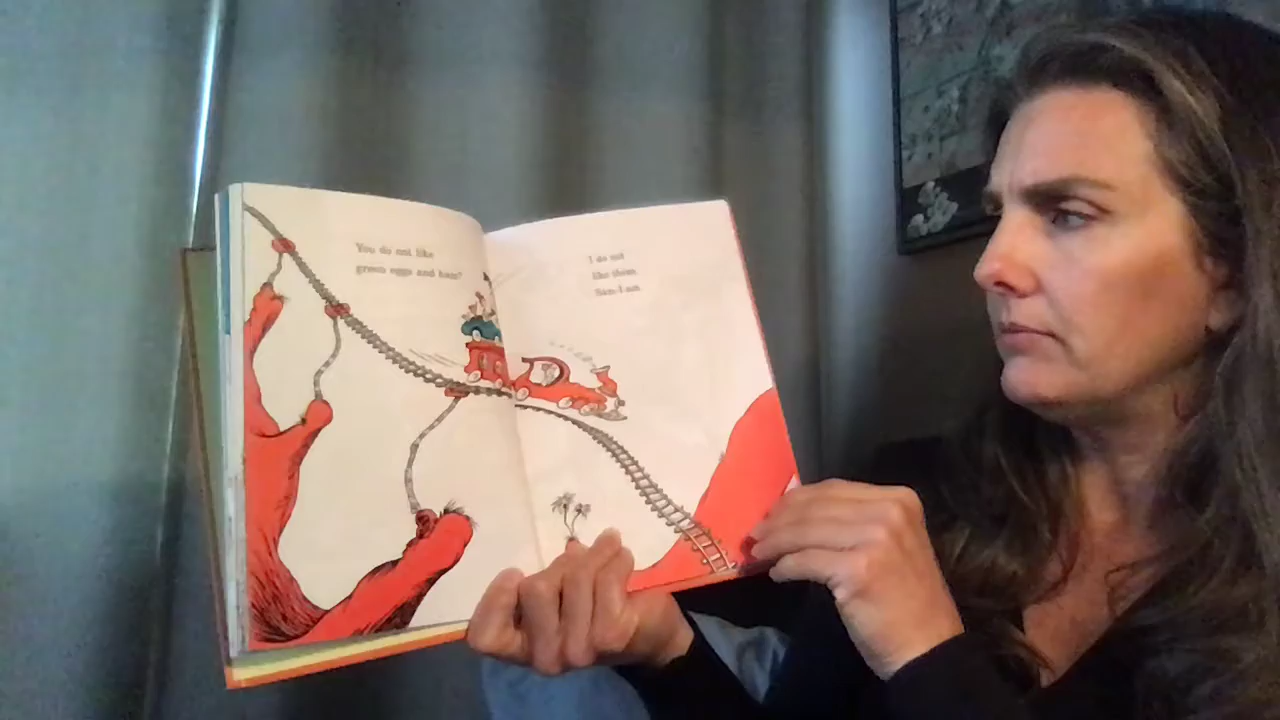 You do not like
green eggs and ham?
I do not
like them,
Sam-I-am.